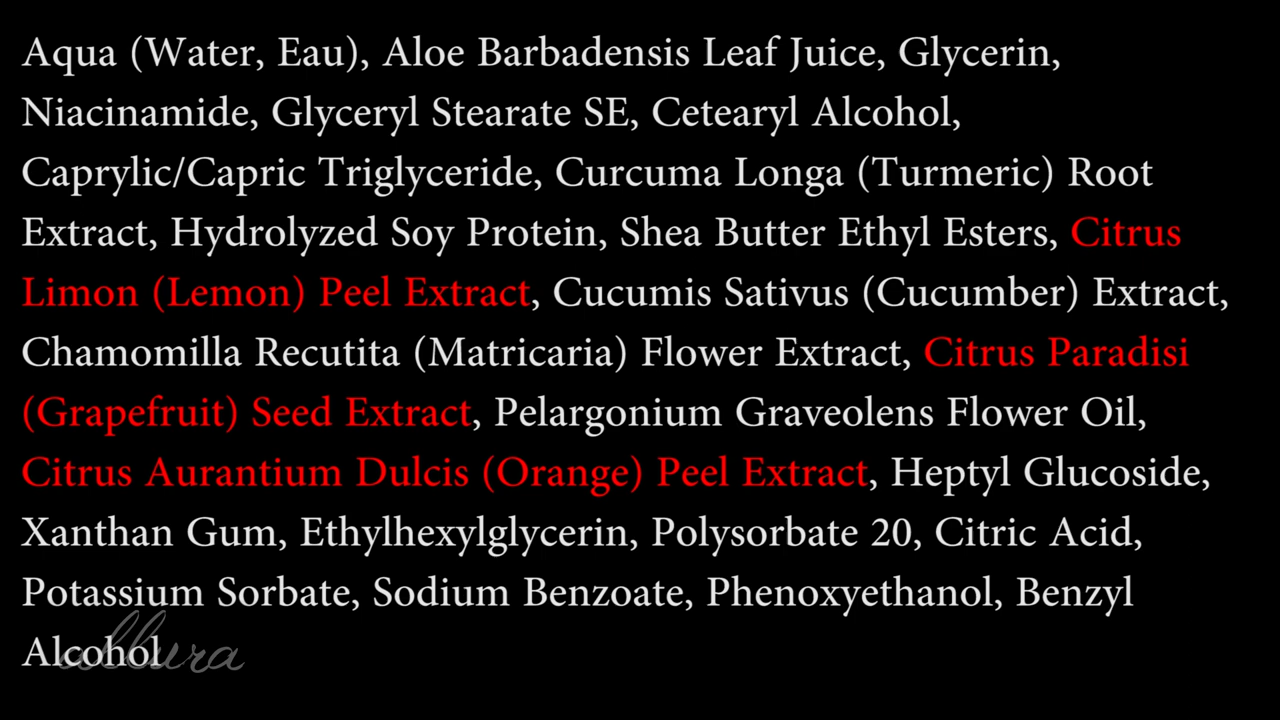 Aqua (Water, Eau), Aloe Barbadensis Leaf Juice, Glycerin,
Niacinamide, Glyceryl Stearate SE, Cetearyl Alcohol,
Caprylic/Capric Triglyceride, Curcuma Longa (Turmeric) Root
Extract, Hydrolyzed Soy Protein, Shea Butter Ethyl Esters, Citrus
Limon (Lemon) Peel Extract, Cucumis Sativus (Cucumber) Extract,
Chamomilla Recutita (Matricaria) Flower Extract, Citrus Paradisi
(Grapefruit) Seed Extract, Pelargonium Graveolens Flower Oil,
Citrus Aurantium Dulcis (Orange) Peel Extract, Heptyl Glucoside,
Xanthan Gum, Ethylhexylglycerin, Polysorbate 20, Citric Acid,
Potassium Sorbate, Sodium Benzoate, Phenoxyethanol, Benzyl
Alcohol
allura